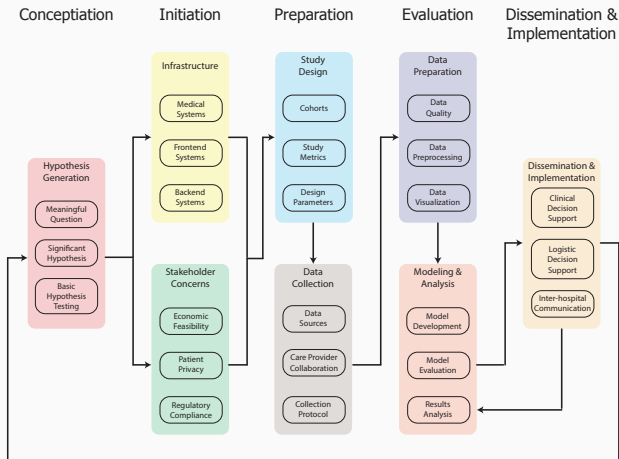 Conceptiation
Initiation
Preparation
Evaluation
Dissemination &
Implementation
Hypothesis
Generation
Meaningful
Question
Significant
Hypothesis
Basic
Hypothesis
Testing
Infrastructure
Medical
Systems
Frontend
Systems
Backend
Systems
Stakeholder
Concerns
Economic
Feasibility
Patient
Privacy
Regulatory
Compliance
Study
Design
Cohorts
Study
Metrics
Design
Parameters
Data
Collection
Data
Sources
Care Provider
Collaboration
Collection
Protocol
Data
Preparation
Data
Quality
Data
Preprocessing
Data
Visualization
Modeling &
Analysis
Model
Development
Model
Evaluation
Results
Analysis
Dissemination &
Implementation
Clinical
Decision
Support
Logistic
Decision
Support
Inter-hospital
Communication